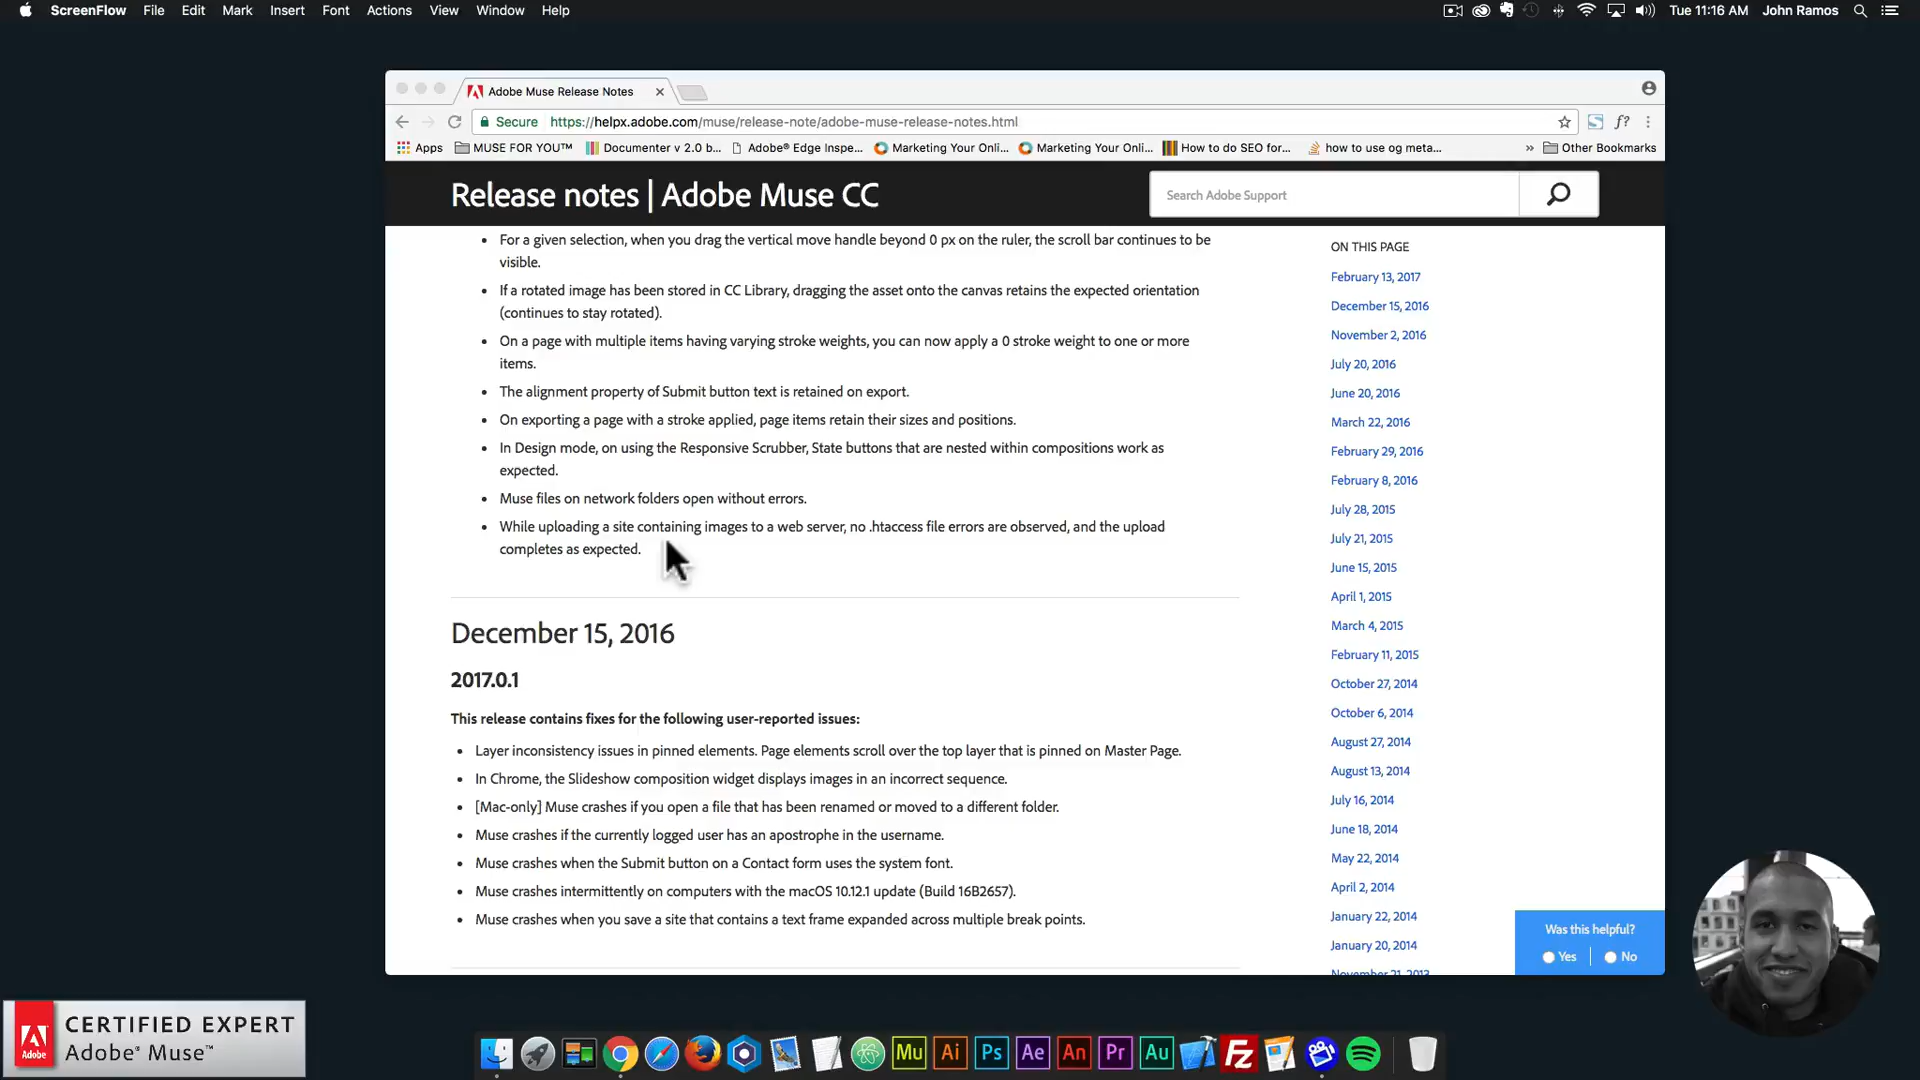 ScreenFlow File Edit Mark Insert Font Actions View Window Help
Tue 11:16 AM John Ramos
Adobe Muse Release Notes
Secure https://helpx.adobe.com/muse/release-note/adobe-muse-release-notes.html
Apps MUSE FOR YOU™ Documenter v 2.0 b... Adobe® Edge Inspe... Marketing Your Onli... Marketing Your Onli... How to do SEO for... how to use og meta... » Other Bookmarks
Release notes | Adobe Muse CC
Search Adobe Support
• For a given selection, when you drag the vertical move handle beyond 0 px on the ruler, the scroll bar continues to be
visible.
• If a rotated image has been stored in CC Library, dragging the asset onto the canvas retains the expected orientation
(continues to stay rotated).
• On a page with multiple items having varying stroke weights, you can now apply a 0 stroke weight to one or more
items.
• The alignment property of Submit button text is retained on export.
• On exporting a page with a stroke applied, page items retain their sizes and positions.
• In Design mode, on using the Responsive Scrubber, State buttons that are nested within compositions work as
expected.
• Muse files on network folders open without errors.
• While uploading a site containing images to a web server, no .htaccess file errors are observed, and the upload
completes as expected.
December 15, 2016
2017.0.1
This release contains fixes for the following user-reported issues:
• Layer inconsistency issues in pinned elements. Page elements scroll over the top layer that is pinned on Master Page.
• In Chrome, the Slideshow composition widget displays images in an incorrect sequence.
• [Mac-only] Muse crashes if you open a file that has been renamed or moved to a different folder.
• Muse crashes if the currently logged user has an apostrophe in the username.
• Muse crashes when the Submit button on a Contact form uses the system font.
• Muse crashes intermittently on computers with the macOS 10.12.1 update (Build 16B2657).
• Muse crashes when you save a site that contains a text frame expanded across multiple break points.
ON THIS PAGE
February 13, 2017
December 15, 2016
November 2, 2016
July 20, 2016
June 20, 2016
March 22, 2016
February 29, 2016
February 8, 2016
July 28, 2015
July 21, 2015
June 15, 2015
April 1, 2015
March 4, 2015
February 11, 2015
October 27, 2014
October 6, 2014
August 27, 2014
August 13, 2014
July 16, 2014
June 18, 2014
May 22, 2014
April 2, 2014
January 22, 2014
January 20, 2014
November 21, 2013
Was this helpful?
Yes No
Adobe
CERTIFIED EXPERT
Adobe® Muse™
Mu Ai Ps Ae An Pr Au Fz